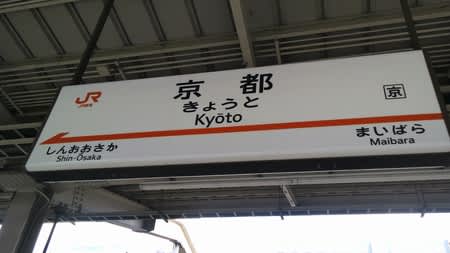 JR
京都
京
きょうと
Kyōto
しんおおさか
Shin-Ōsaka
まいばら
Maibara